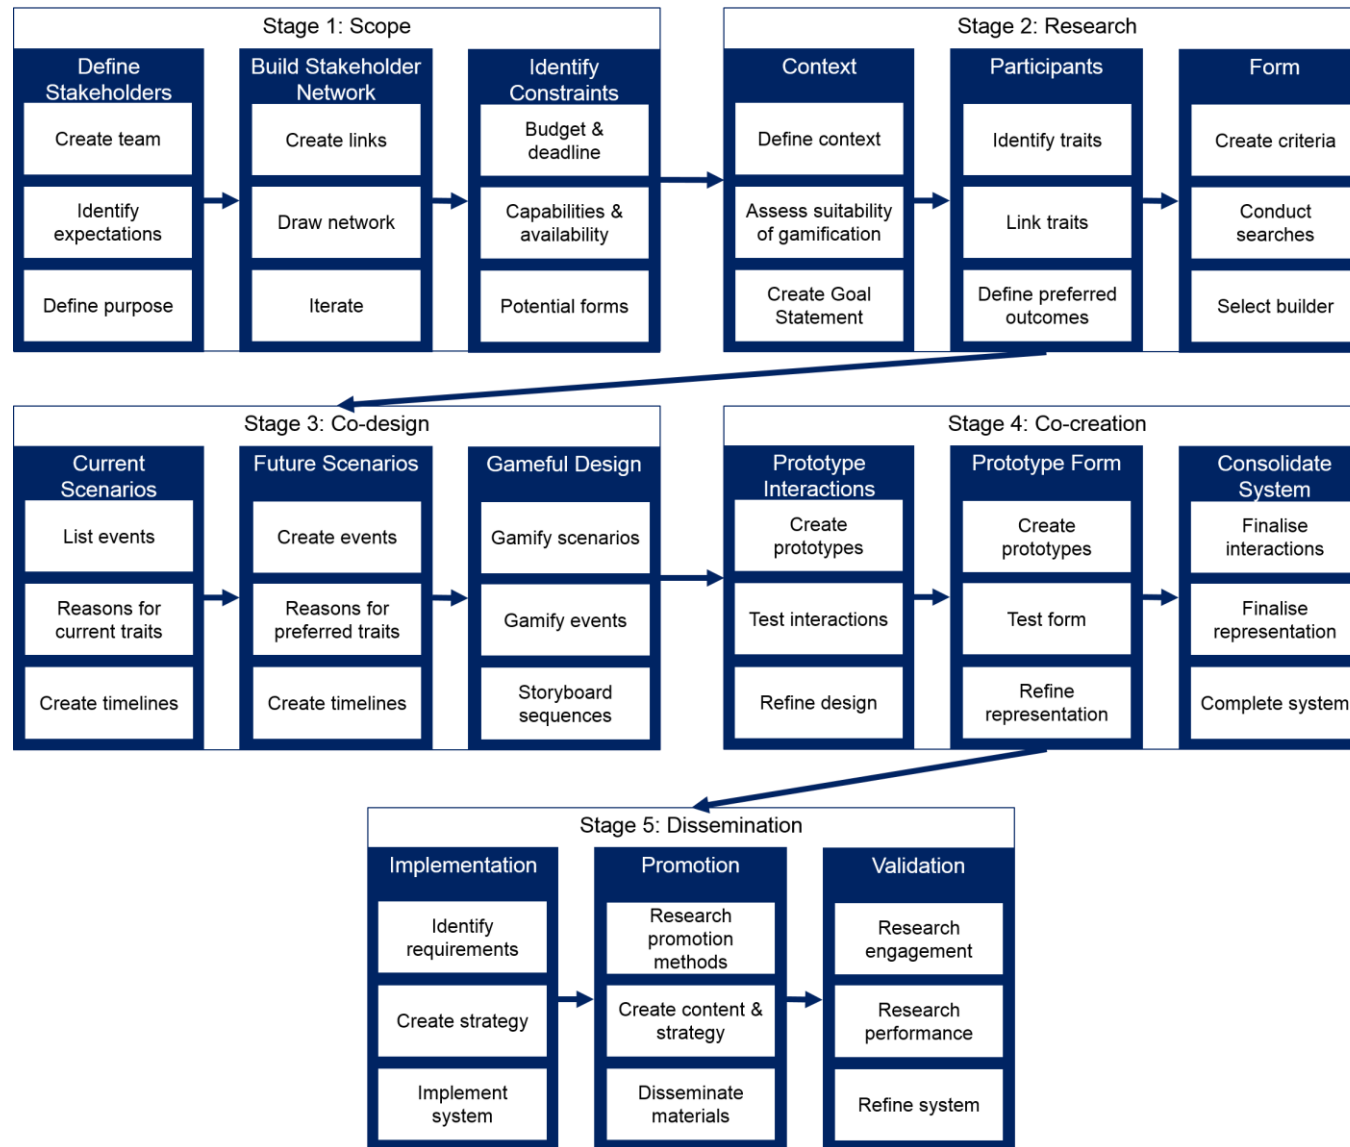 Stage 1: Scope
Define
Stakeholders
Create team
Identify
expectations
Define purpose
Build Stakeholder
Network
Create links
Draw network
Iterate
Identify
Constraints
Budget &
deadline
Capabilities &
availability
Potential forms
Stage 2: Research
Context
Define context
Assess suitability
of gamification
Create Goal
Statement
Participants
Identify traits
Link traits
Define preferred
outcomes
Form
Create criteria
Conduct
searches
Select builder
Stage 3: Co-design
Current
Scenarios
List events
Reasons for
current traits
Create timelines
Future Scenarios
Create events
Reasons for
preferred traits
Create timelines
Gameful Design
Gamify scenarios
Gamify events
Storyboard
sequences
Stage 4: Co-creation
Prototype
Interactions
Create
prototypes
Test interactions
Refine design
Prototype Form
Create
prototypes
Test form
Refine
representation
Consolidate
System
Finalise
interactions
Finalise
representation
Complete system
Stage 5: Dissemination
Implementation
Identify
requirements
Create strategy
Implement
system
Promotion
Research
promotion
methods
Create content &
strategy
Disseminate
materials
Validation
Research
engagement
Research
performance
Refine system